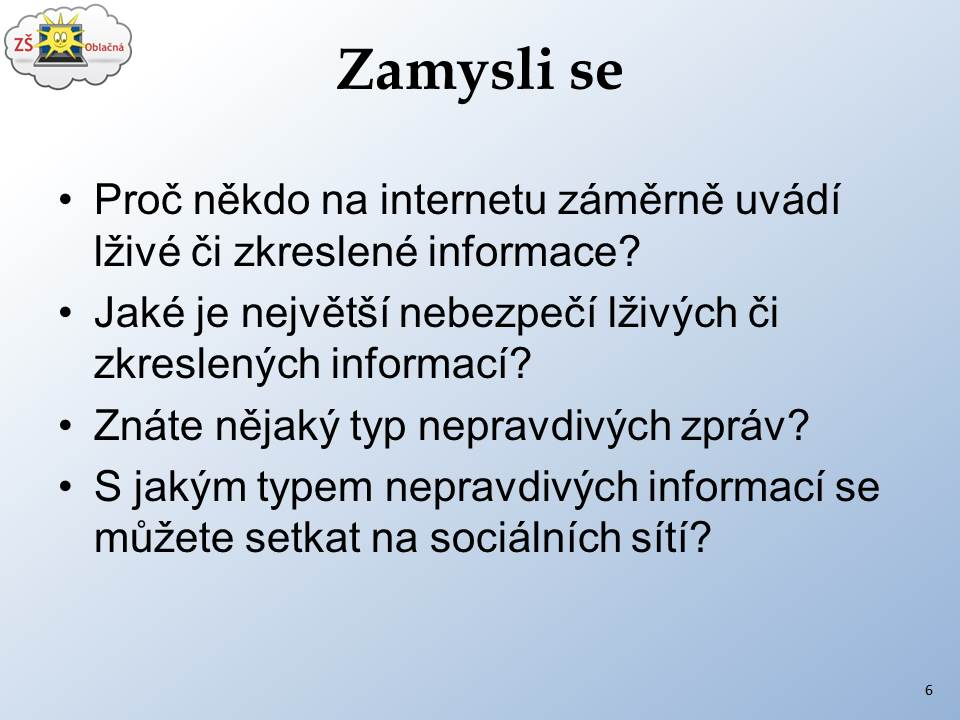 ZŠ
Oblačná
Zamysli se
• Proč někdo na internetu záměrně uvádí
lživé či zkreslené informace?
• Jaké je největší nebezpečí lživých či
zkreslených informací?
• Znáte nějaký typ nepravdivých zpráv?
• S jakým typem nepravdivých informací se
můžete setkat na sociálních sítí?
6